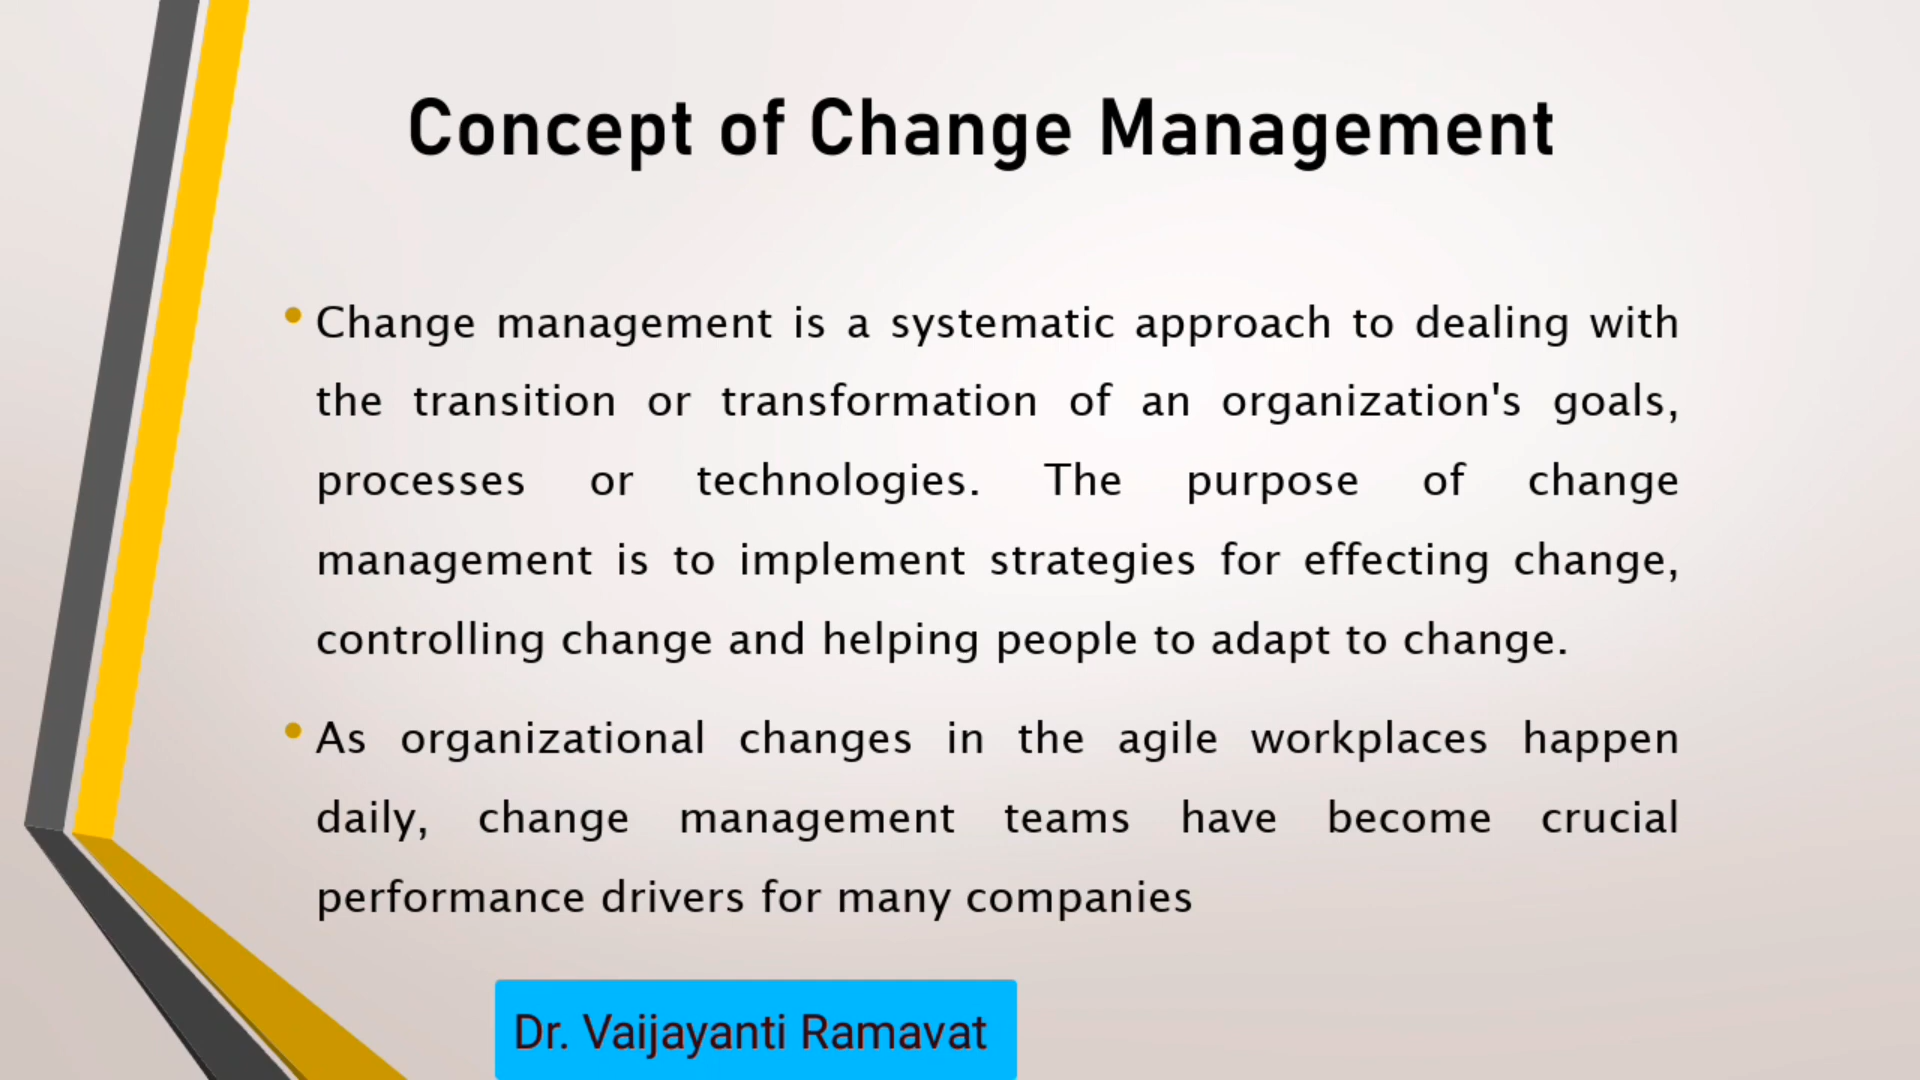 Concept of Change Management
Change management is a systematic approach to dealing with
the transition or transformation of an organization's goals,
processes or technologies. The purpose of change
management is to implement strategies for effecting change,
controlling change and helping people to adapt to change.
As organizational changes in the agile workplaces happen
daily, change management teams have become crucial
performance drivers for many companies
Dr. Vaijayanti Ramavat